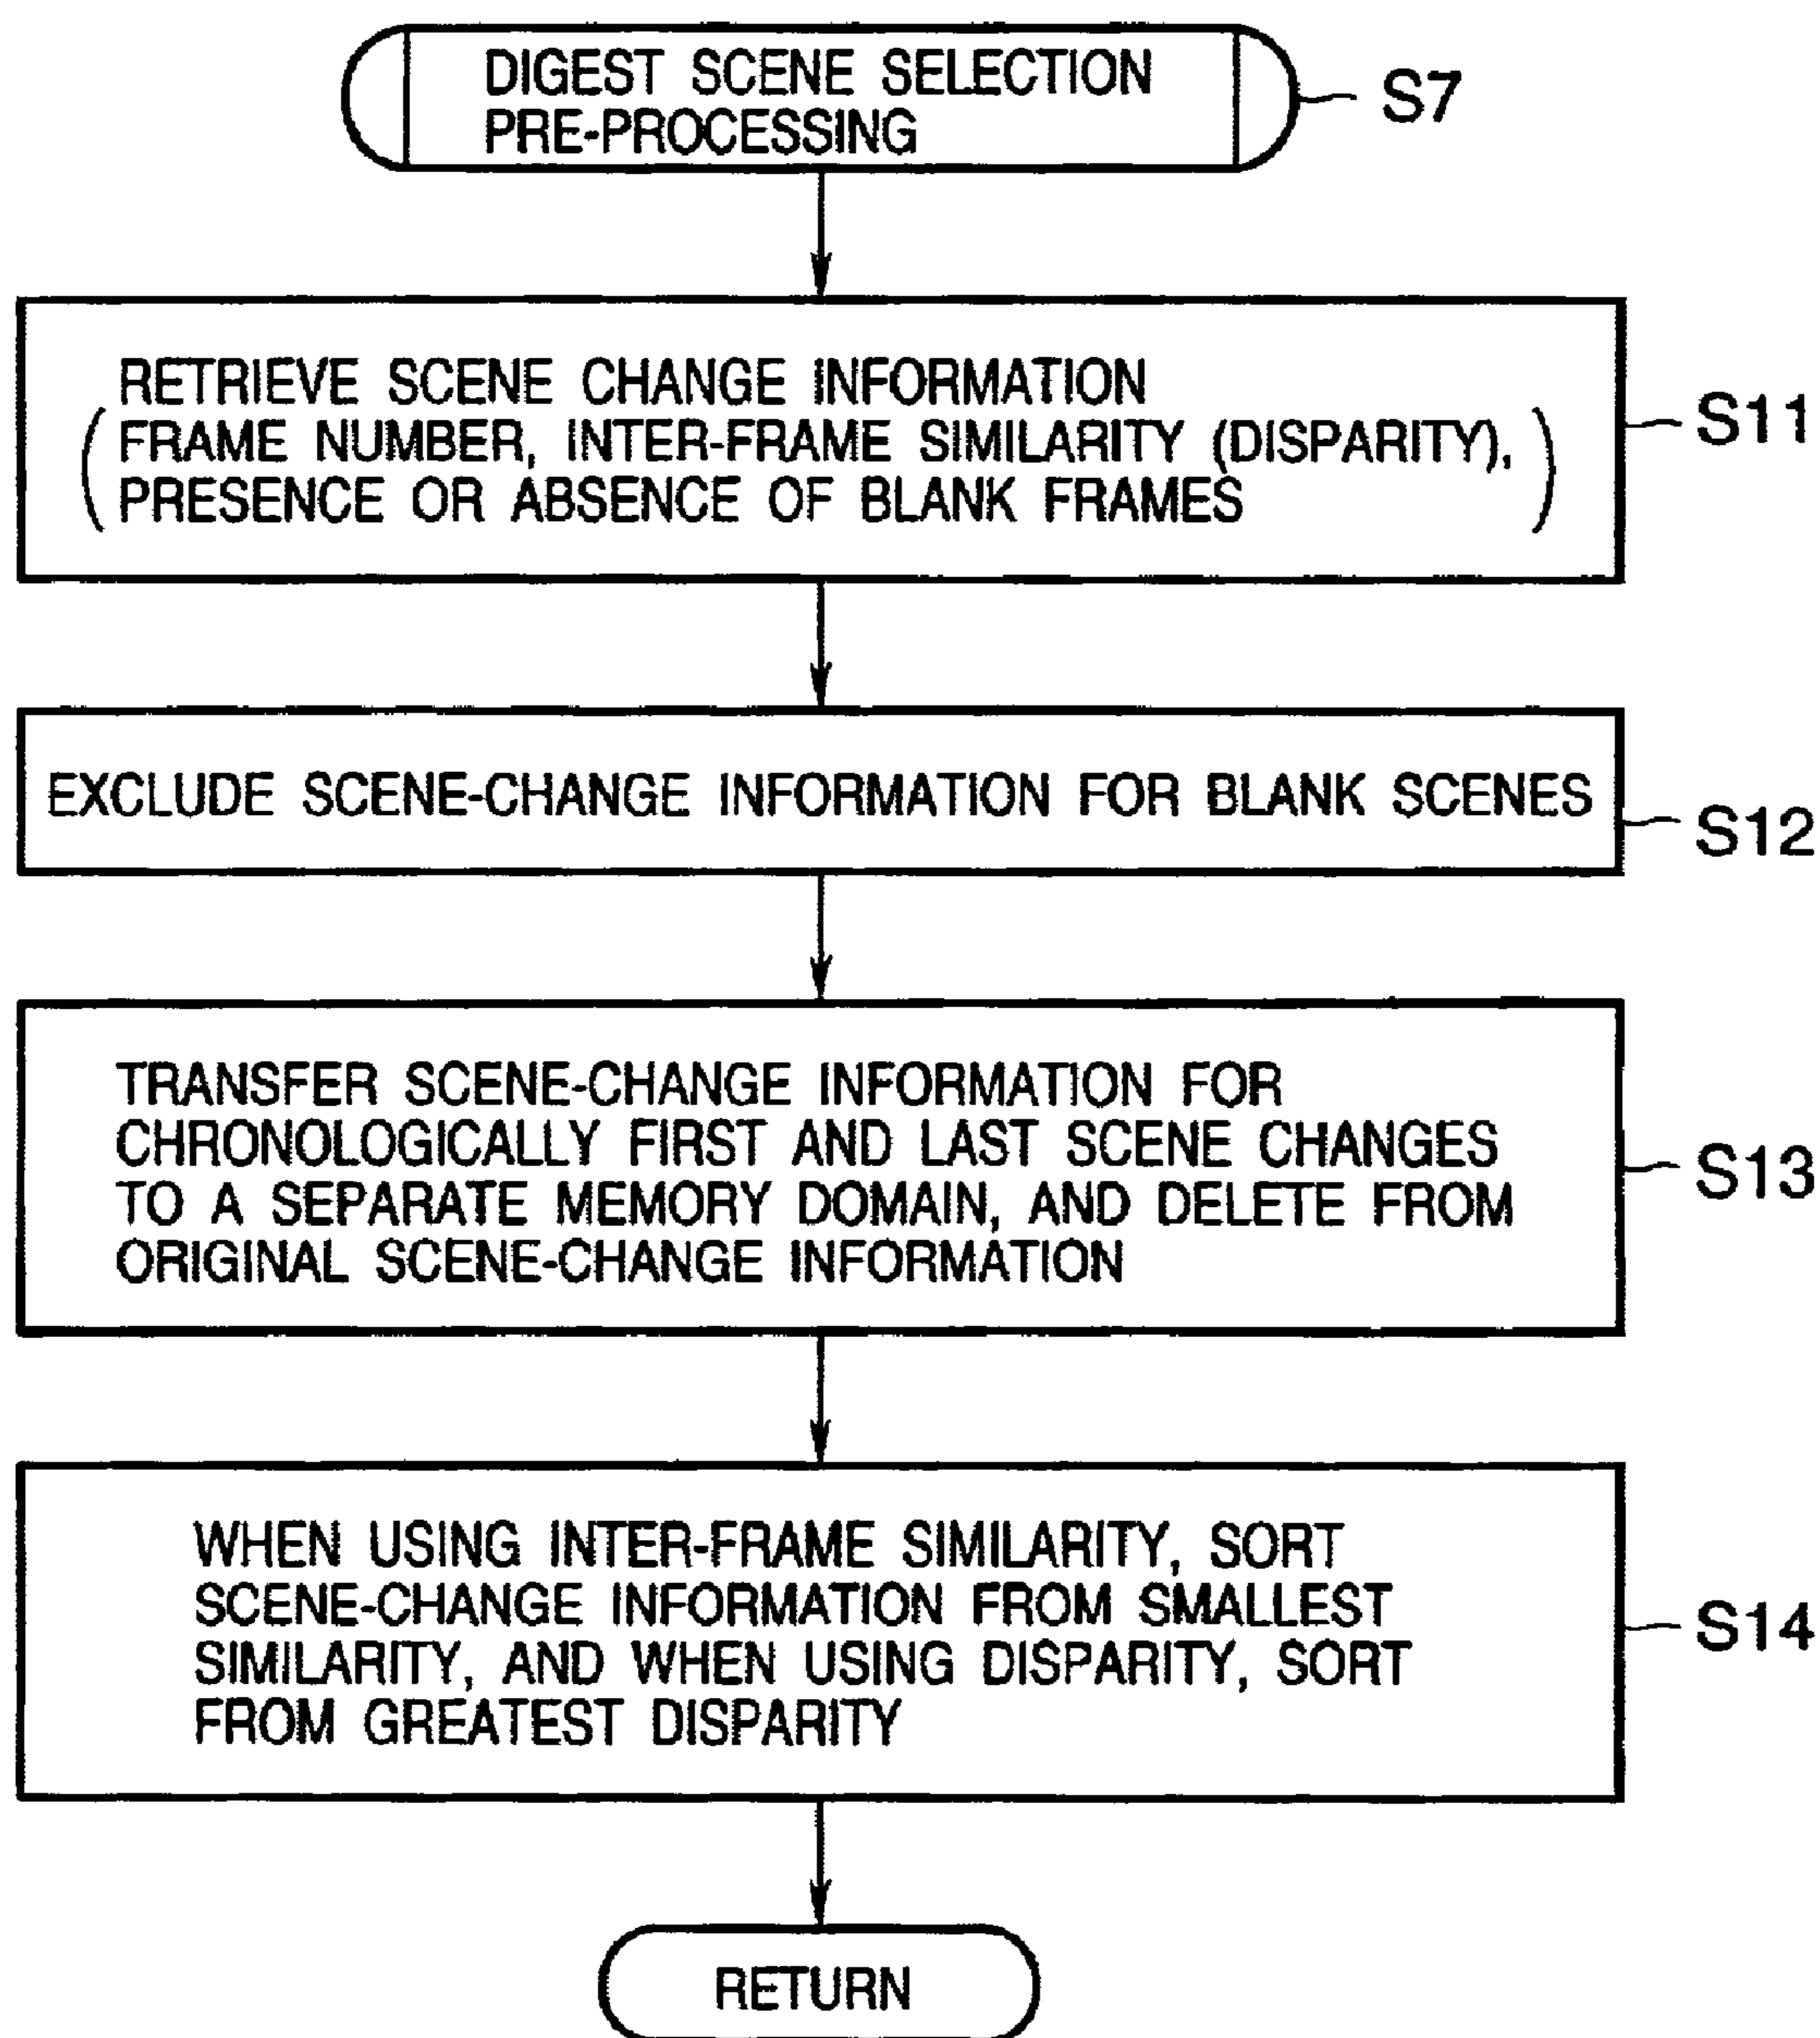 DIGEST SCENE SELECTION
PRE-PROCESSING
S7
RETRIEVE SCENE CHANGE INFORMATION
(FRAME NUMBER, INTER-FRAME SIMILARITY (DISPARITY),
PRESENCE OR ABSENCE OF BLANK FRAMES)
S11
EXCLUDE SCENE-CHANGE INFORMATION FOR BLANK SCENES
S12
TRANSFER SCENE-CHANGE INFORMATION FOR
CHRONOLOGICALLY FIRST AND LAST SCENE CHANGES
TO A SEPARATE MEMORY DOMAIN, AND DELETE FROM
ORIGINAL SCENE-CHANGE INFORMATION
S13
WHEN USING INTER-FRAME SIMILARITY, SORT
SCENE-CHANGE INFORMATION FROM SMALLEST
SIMILARITY, AND WHEN USING DISPARITY, SORT
FROM GREATEST DISPARITY
S14
RETURN